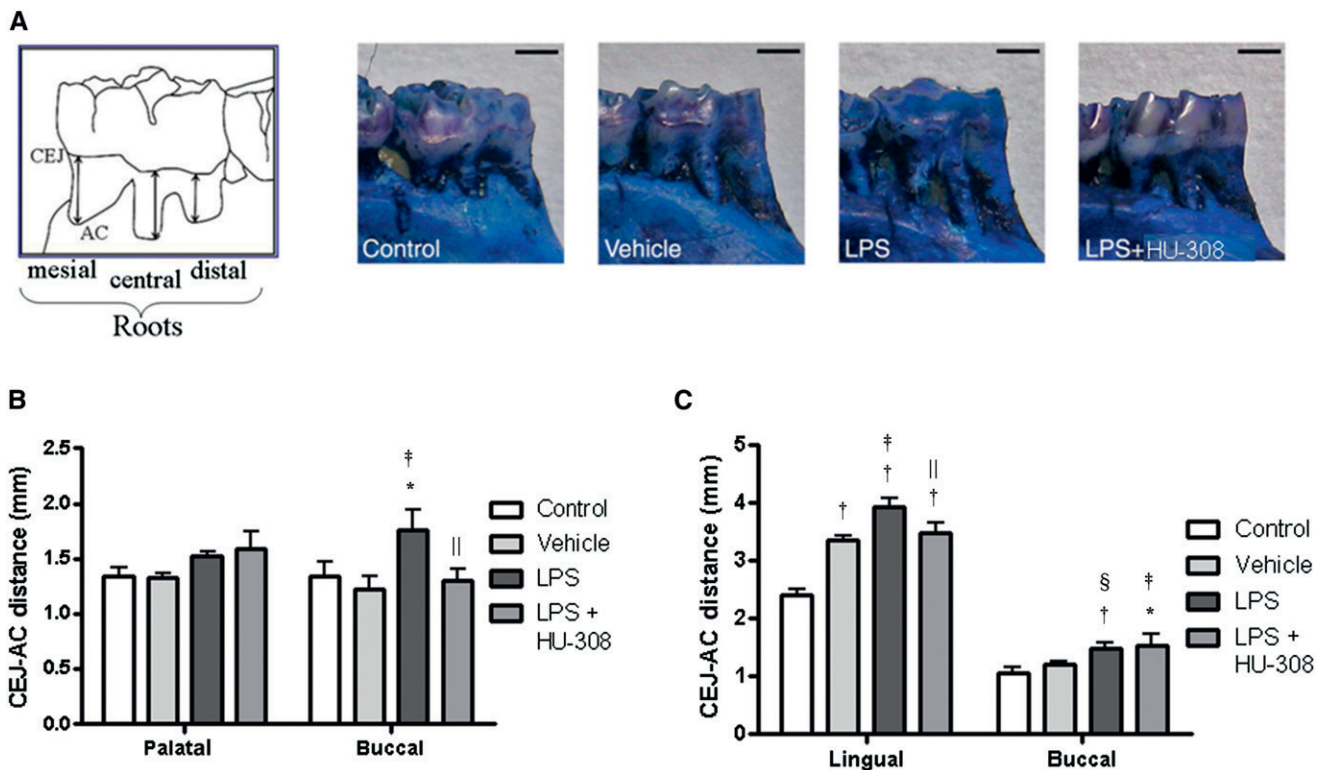 A
CEJ
AC
mesial central distal
Roots
Control
Vehicle
LPS
LPS+HU-308
B
CEJ-AC distance (mm)
2.5
2.0
1.5
1.0
0.5
0.0
‡
*
||
Palatal
Buccal
Control
Vehicle
LPS
LPS +
HU-308
C
CEJ-AC distance (mm)
5
4
3
2
1
0
†
‡
†
||
†
§
†
‡
*
Lingual
Buccal
Control
Vehicle
LPS
LPS +
HU-308